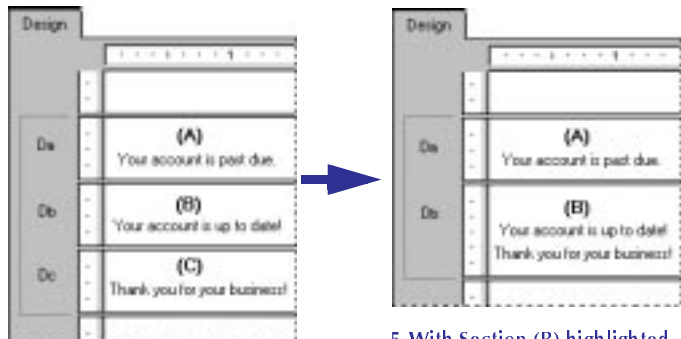 Design
Da
(A)
Your account is past due.
Db
(B)
Your account is up to date!
Dc
(C)
Thank you for your business!
Design
Da
(A)
Your account is past due.
Db
(B)
Your account is up to date!
Thank you for your business!
5 With Section (B) highlighted